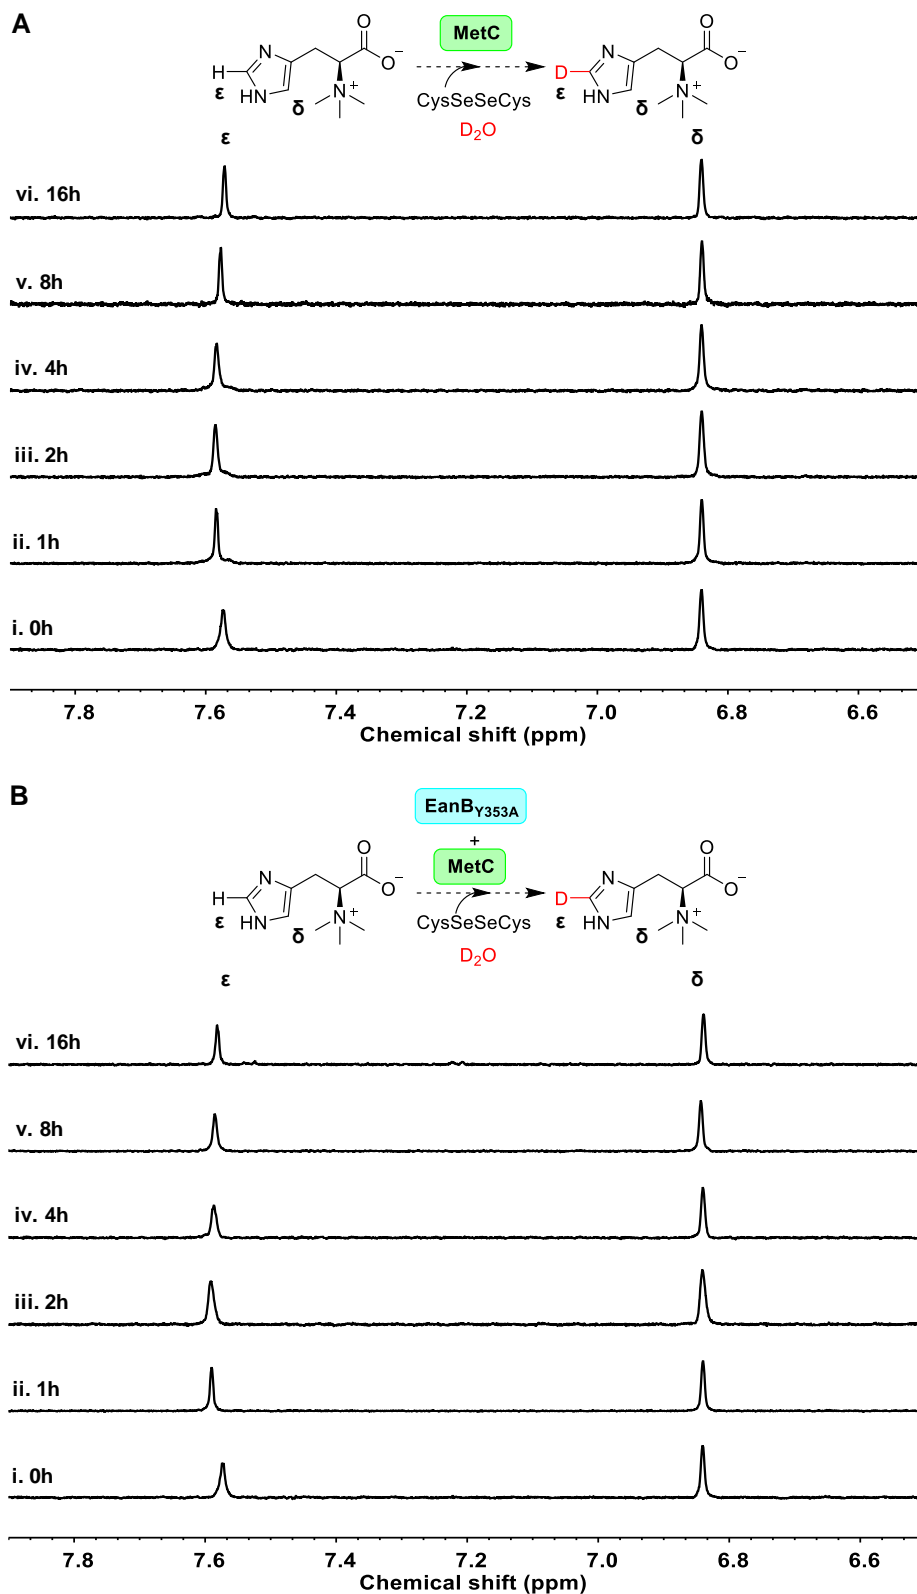 A
MetC
N
O
O⁻
H
ε
HN
δ
N⁺
CysSeSeCys
D₂O
N
O
O⁻
D
ε
HN
δ
N⁺
ε
δ
vi. 16h
v. 8h
iv. 4h
iii. 2h
ii. 1h
i. 0h
7.8 7.6 7.4 7.2 7.0 6.8 6.6
Chemical shift (ppm)
B
EanB_Y353A
+
MetC
N
O
O⁻
H
ε
HN
δ
N⁺
CysSeSeCys
D₂O
N
O
O⁻
D
ε
HN
δ
N⁺
ε
δ
vi. 16h
v. 8h
iv. 4h
iii. 2h
ii. 1h
i. 0h
7.8 7.6 7.4 7.2 7.0 6.8 6.6
Chemical shift (ppm)